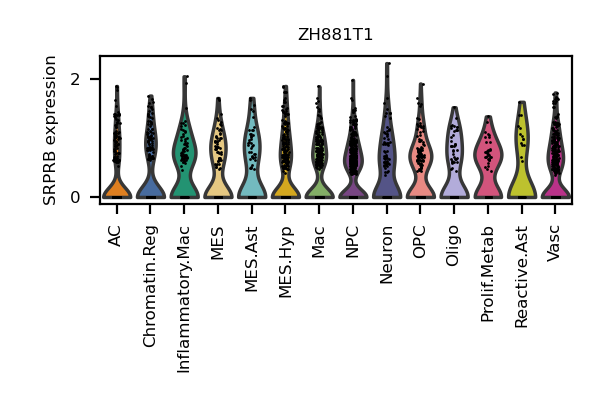 ZH881T1
SRPRB expression
2
0
AC
Chromatin.Reg
Inflammatory.Mac
MES
MES.Ast
MES.Hyp
Mac
NPC
Neuron
OPC
Oligo
Prolif.Metab
Reactive.Ast
Vasc